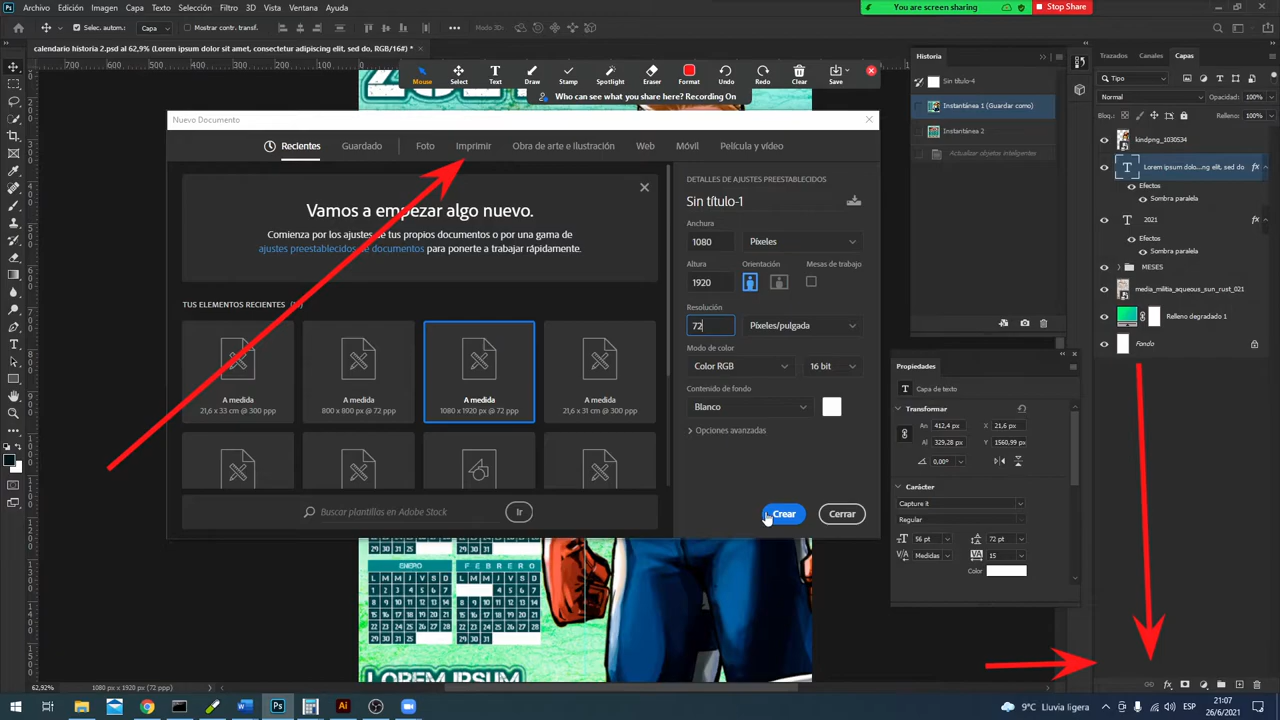 Archivo Edición Imagen Capa Texto Selección Filtro 3D Vista Ventana Ayuda
You are screen sharing Stop Share
Select. autom.: Capa Mostrar contr. transf. Modo 3D:
calendario historia 2.psd al 62,9% (Lorem ipsum dolor sit amet, consectetur adipiscing elit, sed do, RGB/16#) *
Mouse Select Text Draw Stamp Spotlight Eraser Format Undo Redo Clear Save
Who can see what you share here? Recording On
Nuevo Documento
Recientes Guardado Foto Imprimir Obra de arte e ilustración Web Móvil Película y vídeo
Vamos a empezar algo nuevo.
Comienza por los ajustes de tus propios documentos o por una gama de
ajustes preestablecidos de documentos para ponerte a trabajar rápidamente.
TUS ELEMENTOS RECIENTES
A medida
21,6 x 33 cm @ 300 ppp
A medida
800 x 800 px @ 72 ppp
A medida
1080 x 1920 px @ 72 ppp
A medida
21,6 x 31 cm @ 300 ppp
Buscar plantillas en Adobe Stock Ir
DETALLES DE AJUSTES PREESTABLECIDOS
Sin título-1
Anchura
1080 Píxeles
Altura Orientación Mesas de trabajo
1920
Resolución
72 Píxeles/pulgada
Modo de color
Color RGB 16 bit
Contenido de fondo
Blanco
Opciones avanzadas
Crear Cerrar
Historia
Sin título-4
Instantánea 1 (Guardar como)
Instantánea 2
Actualizar objetos inteligentes
Trazados Canales Capas
Tipo
Normal Opacidad: 100%
Bloq.: Relleno: 100%
kindpng_1030534
Lorem ipsum dolo...ng elit, sed do fx
Efectos
Sombra paralela
2021 fx
Efectos
Sombra paralela
MESES
media_militia_aqueous_sun_rust_021
Relleno degradado 1
Fondo
Propiedades
Capa de texto
Transformar
An 412,4 px X 21,6 px
Al 329,28 px Y 1560,99 px
0,00°
Carácter
Capture it
Regular
56 pt 72 pt
Medidas 15
Color
ENERO FEBRERO
L M M J V S D L M M J V S D
LOREM IPSUM
62,92% 1080 px x 1920 px (72 ppp)
9°C Lluvia ligera ESP 21:07
26/6/2021